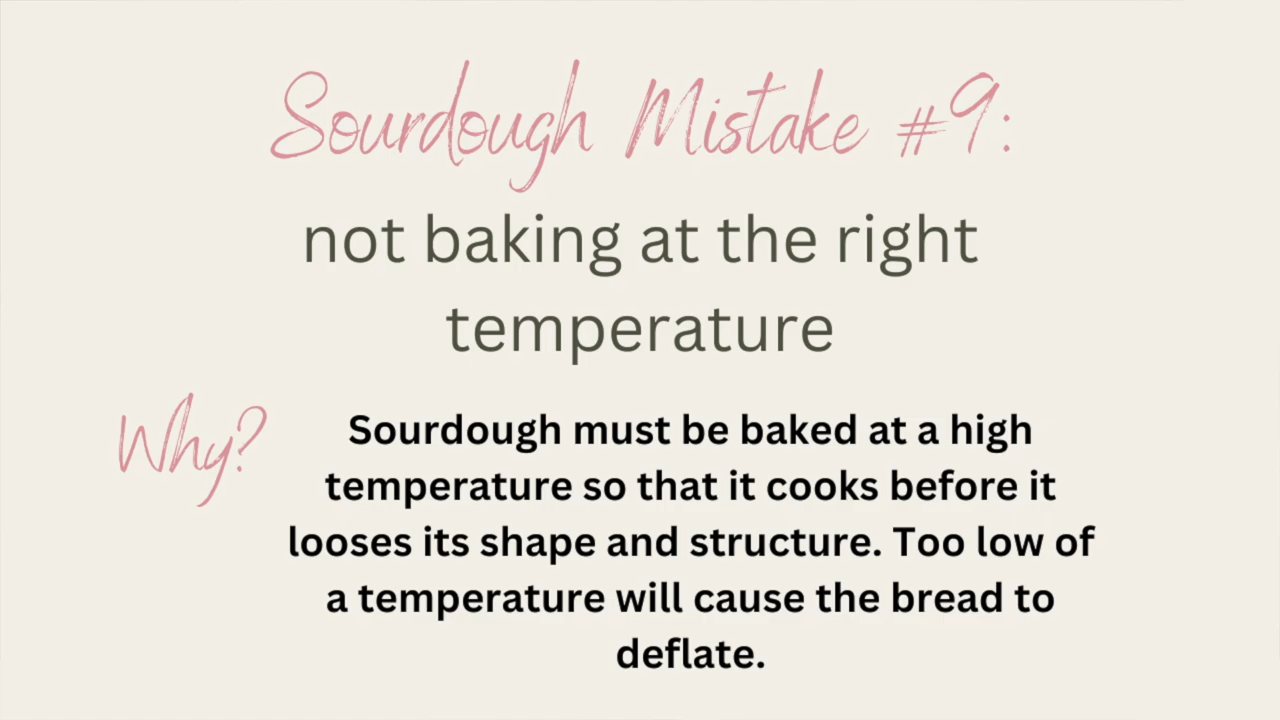 Sourdough Mistake #9:
not baking at the right
temperature
Why?
Sourdough must be baked at a high
temperature so that it cooks before it
looses its shape and structure. Too low of
a temperature will cause the bread to
deflate.